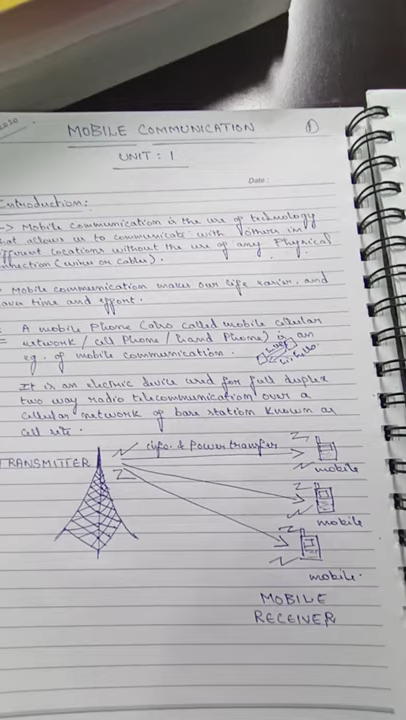 2020
MOBILE COMMUNICATION ①
UNIT : 1
Date :
Introduction:
-> Mobile communication is the use of technology
that allows us to communicate with others in
different locations without the use of any Physical
connection (wires or cables).
Mobile communication makes our life easier, and
saves time and effort.
A mobile phone (also called mobile cellular
network / cell Phone / hand Phone) is an
eg. of mobile communication.
It is an electric device used for full duplex
two way radio telecommunication over a
cellular network of base station known as
cell site.
info. & power transfer
TRANSMITTER
mobile
mobile
mobile.
MOBILE
RECEIVER